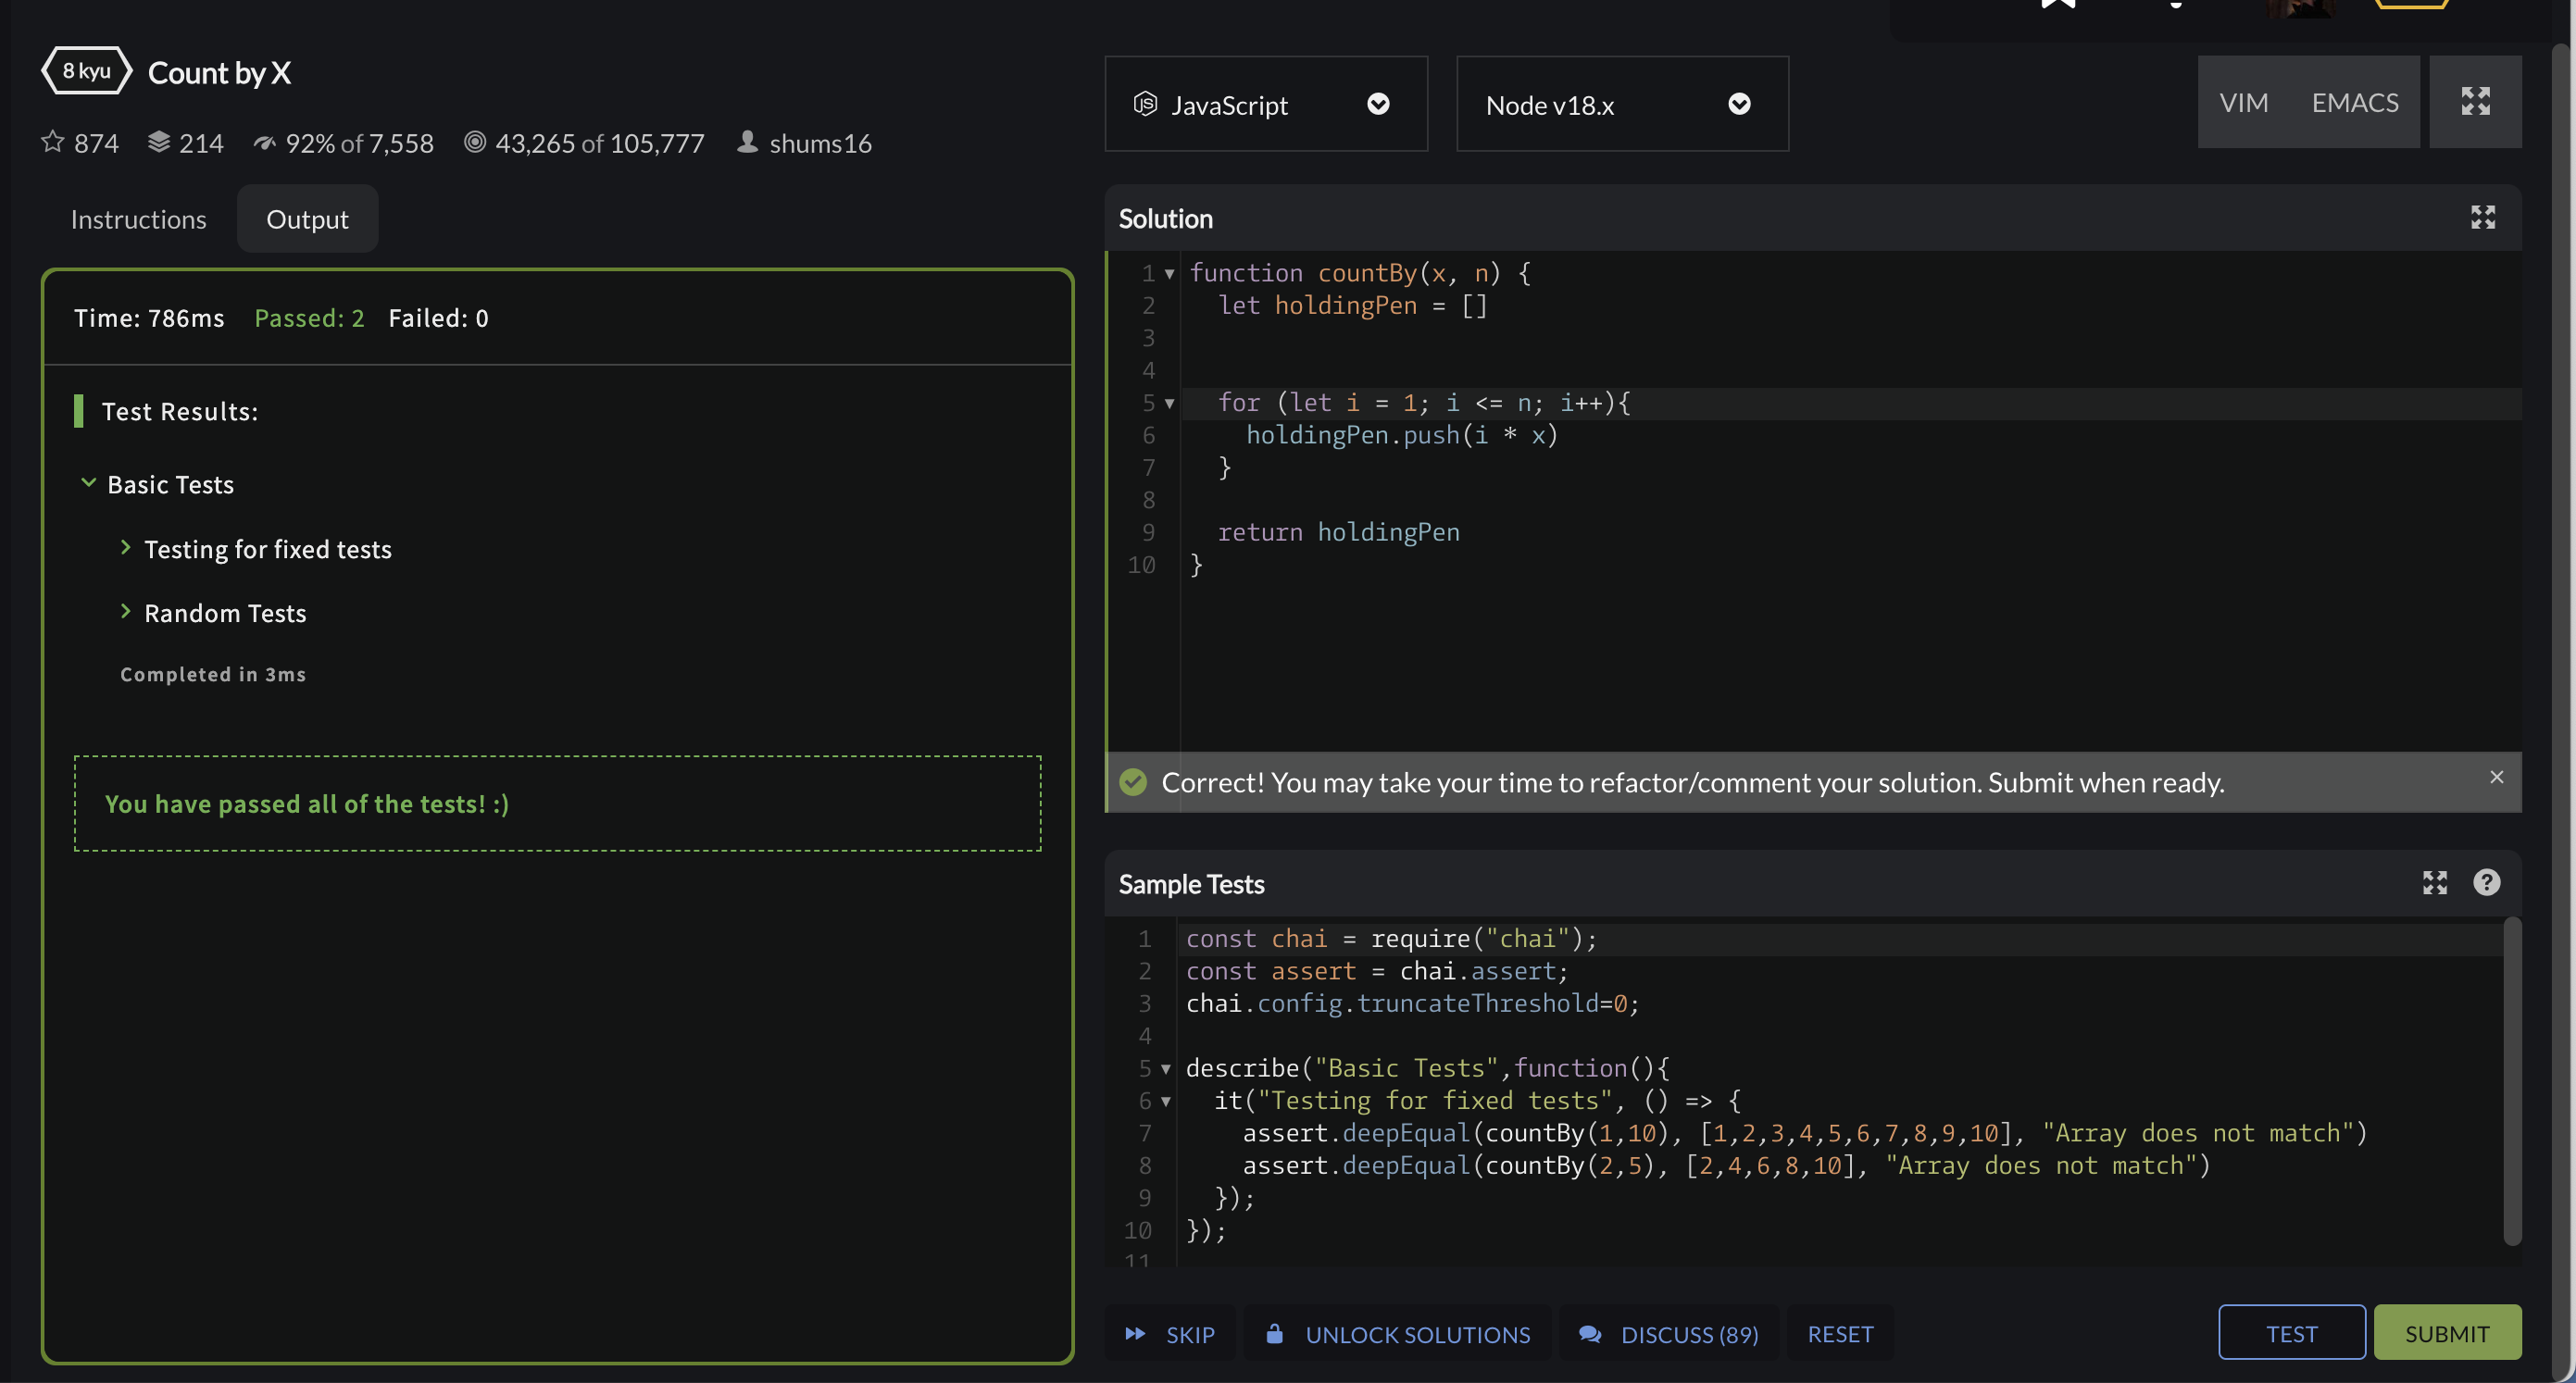 8 kyu Count by X
874 214 92% of 7,558 43,265 of 105,777 shums16
Instructions Output
Time: 786ms Passed: 2 Failed: 0
Test Results:
Basic Tests
Testing for fixed tests
Random Tests
Completed in 3ms
You have passed all of the tests! :)
JavaScript Node v18.x VIM EMACS
Solution
1 function countBy(x, n) {
2   let holdingPen = []
3
4
5   for (let i = 1; i <= n; i++){
6     holdingPen.push(i * x)
7   }
8
9   return holdingPen
10 }
Correct! You may take your time to refactor/comment your solution. Submit when ready.
Sample Tests
1 const chai = require("chai");
2 const assert = chai.assert;
3 chai.config.truncateThreshold=0;
4
5 describe("Basic Tests",function(){
6   it("Testing for fixed tests", () => {
7     assert.deepEqual(countBy(1,10), [1,2,3,4,5,6,7,8,9,10], "Array does not match")
8     assert.deepEqual(countBy(2,5), [2,4,6,8,10], "Array does not match")
9   });
10 });
11
SKIP UNLOCK SOLUTIONS DISCUSS (89) RESET TEST SUBMIT